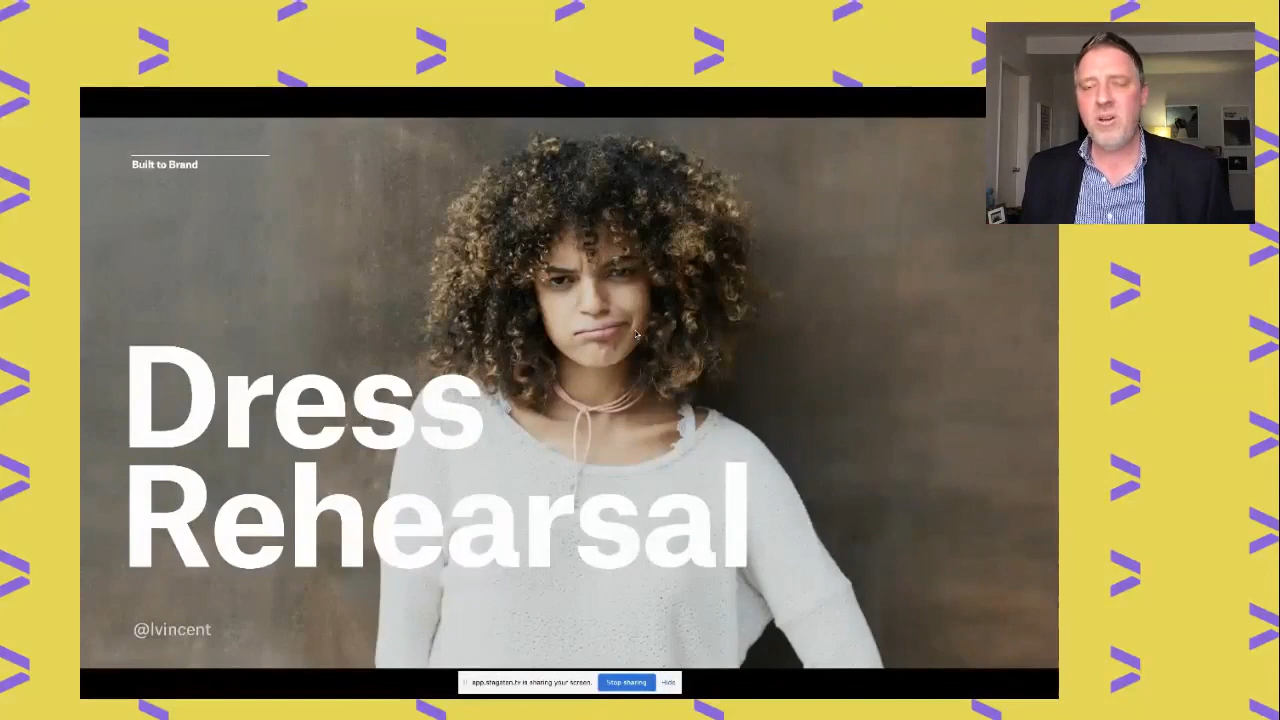 Built to Brand
Dress
Rehearsal
@lvincent
app.stageten.tv is sharing your screen. Stop sharing Hide